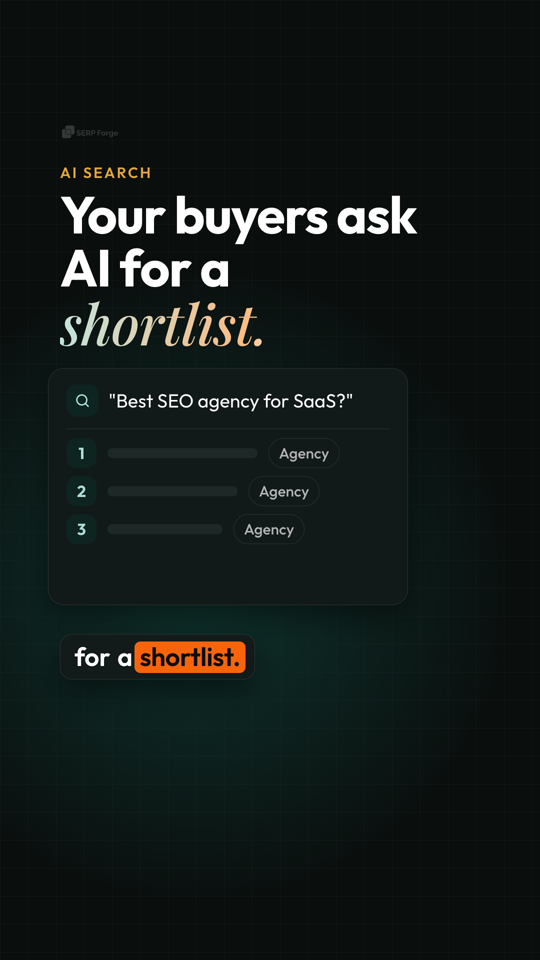 SERP Forge
AI SEARCH
Your buyers ask
AI for a
shortlist.
"Best SEO agency for SaaS?"
1 Agency
2 Agency
3 Agency
for a shortlist.